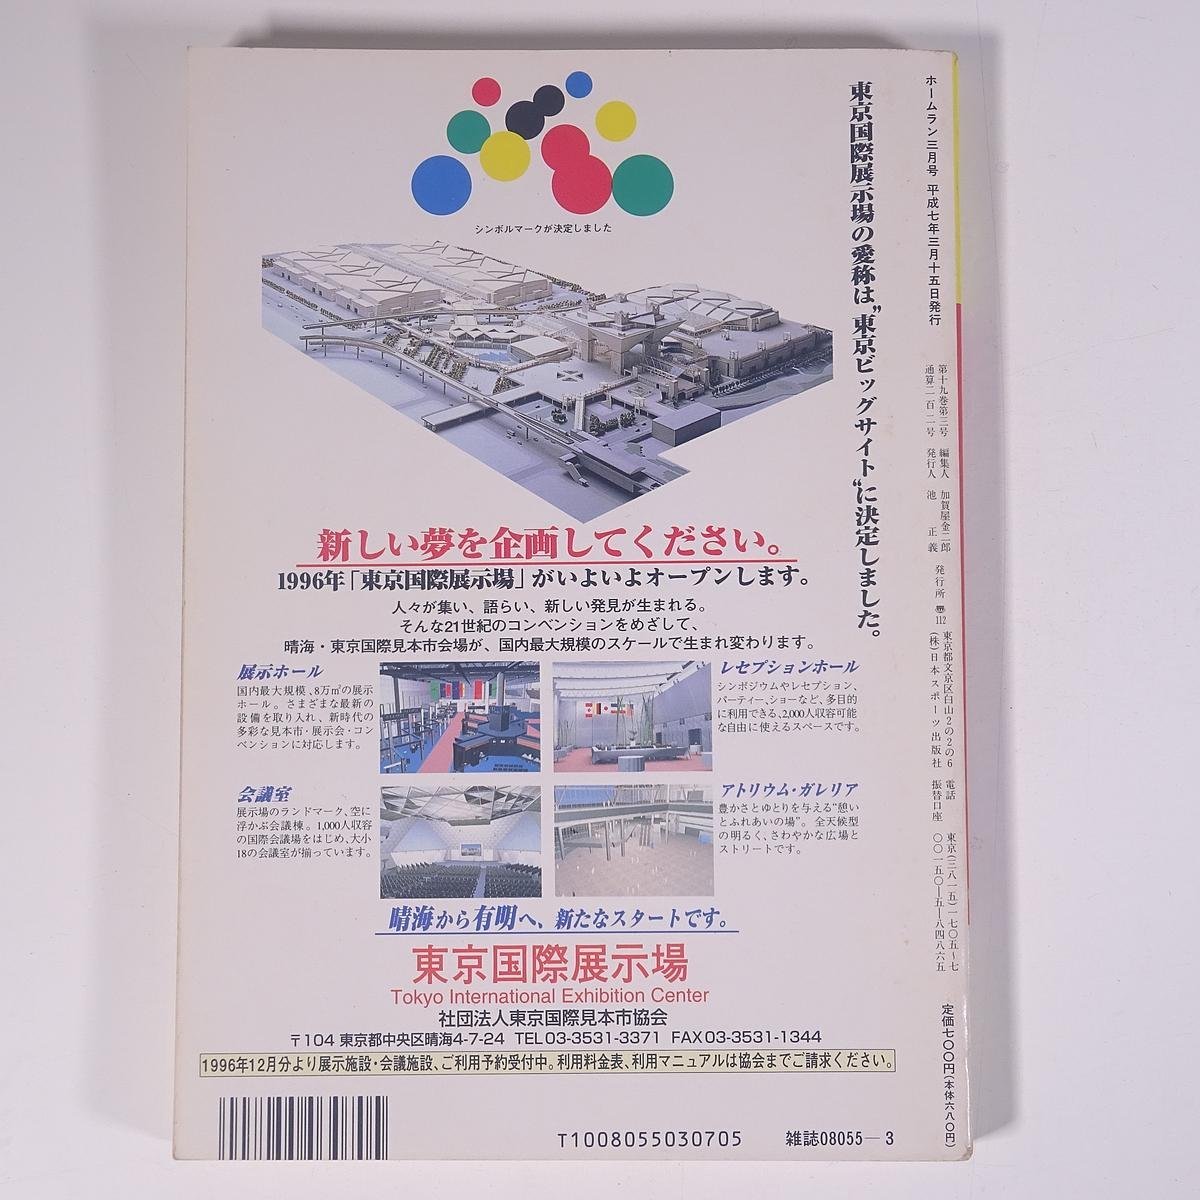 ホームラン三月号 平成七年三月十五日発行
第十九巻第三号
通算二百二号
編集人 加賀屋金二郎
発行人 池 正義
発行所 〒112 東京都文京区白山2の2の6
(株)日本スポーツ出版社
電話 東京(三八一五)一七〇五〜七
振替口座 〇〇一五〇―五―八四八六五
定価七〇〇円(本体六八〇円)
東京国際展示場の愛称は"東京ビッグサイト"に決定しました。
シンボルマークが決定しました
新しい夢を企画してください。
1996年「東京国際展示場」がいよいよオープンします。
人々が集い、語らい、新しい発見が生まれる。
そんな21世紀のコンベンションをめざして、
晴海・東京国際見本市会場が、国内最大規模のスケールで生まれ変わります。
展示ホール
国内最大規模、8万㎡の展示
ホール。さまざまな最新の
設備を取り入れ、新時代の
多彩な見本市・展示会・コン
ベンションに対応します。
レセプションホール
シンポジウムやレセプション、
パーティー、ショーなど、多目的
に利用できる、2,000人収容可能
な自由に使えるスペースです。
会議室
展示場のランドマーク、空に
浮かぶ会議棟。1,000人収容
の国際会議場をはじめ、大小
18の会議室が揃っています。
アトリウム・ガレリア
豊かさとゆとりを与える"憩い
とふれあいの場"。全天候型
の明るく、さわやかな広場と
ストリートです。
晴海から有明へ、新たなスタートです。
東京国際展示場
Tokyo International Exhibition Center
社団法人東京国際見本市協会
〒104 東京都中央区晴海4-7-24 TEL03-3531-3371 FAX03-3531-1344
1996年12月分より展示施設・会議施設、ご利用予約受付中。利用料金表、利用マニュアルは協会までご請求ください。
T1008055030705
雑誌08055―3